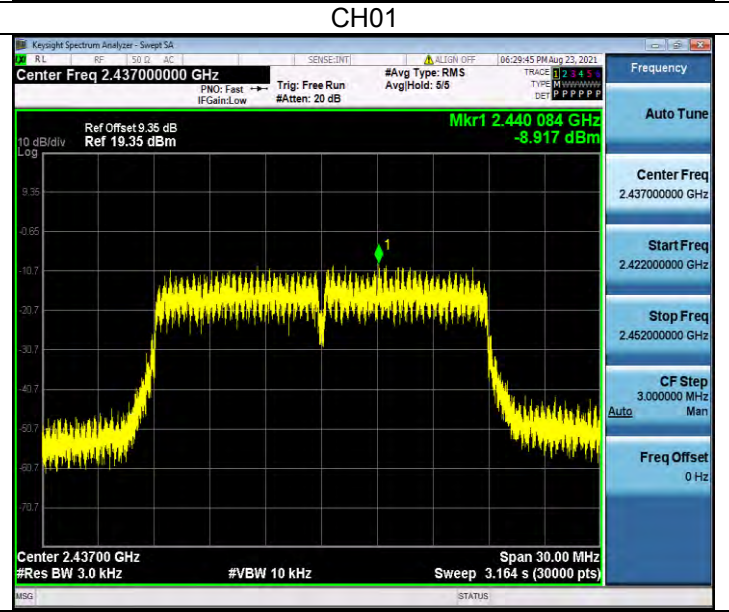 CH01
Keysight Spectrum Analyzer - Swept SA
RL RF 50 Ω AC SENSE:INT ALIGN OFF 06:29:45 PM Aug 23, 2021
Center Freq 2.437000000 GHz
#Avg Type: RMS
TRACE 1 2 3 4 5 6
PNO: Fast
Trig: Free Run
Avg|Hold: 5/5
TYPE M WWWWW
IFGain:Low
#Atten: 20 dB
DET P P P P P P
Frequency
Auto Tune
Mkr1 2.440 084 GHz
-8.917 dBm
Ref Offset 9.35 dB
10 dB/div Ref 19.35 dBm
Log
9.35
-0.65
-10.7
-20.7
-30.7
-40.7
-50.7
-60.7
-70.7
1
Center Freq
2.437000000 GHz
Start Freq
2.422000000 GHz
Stop Freq
2.452000000 GHz
CF Step
3.000000 MHz
Auto Man
Freq Offset
0 Hz
Center 2.43700 GHz Span 30.00 MHz
#Res BW 3.0 kHz #VBW 10 kHz Sweep 3.164 s (30000 pts)
MSG STATUS